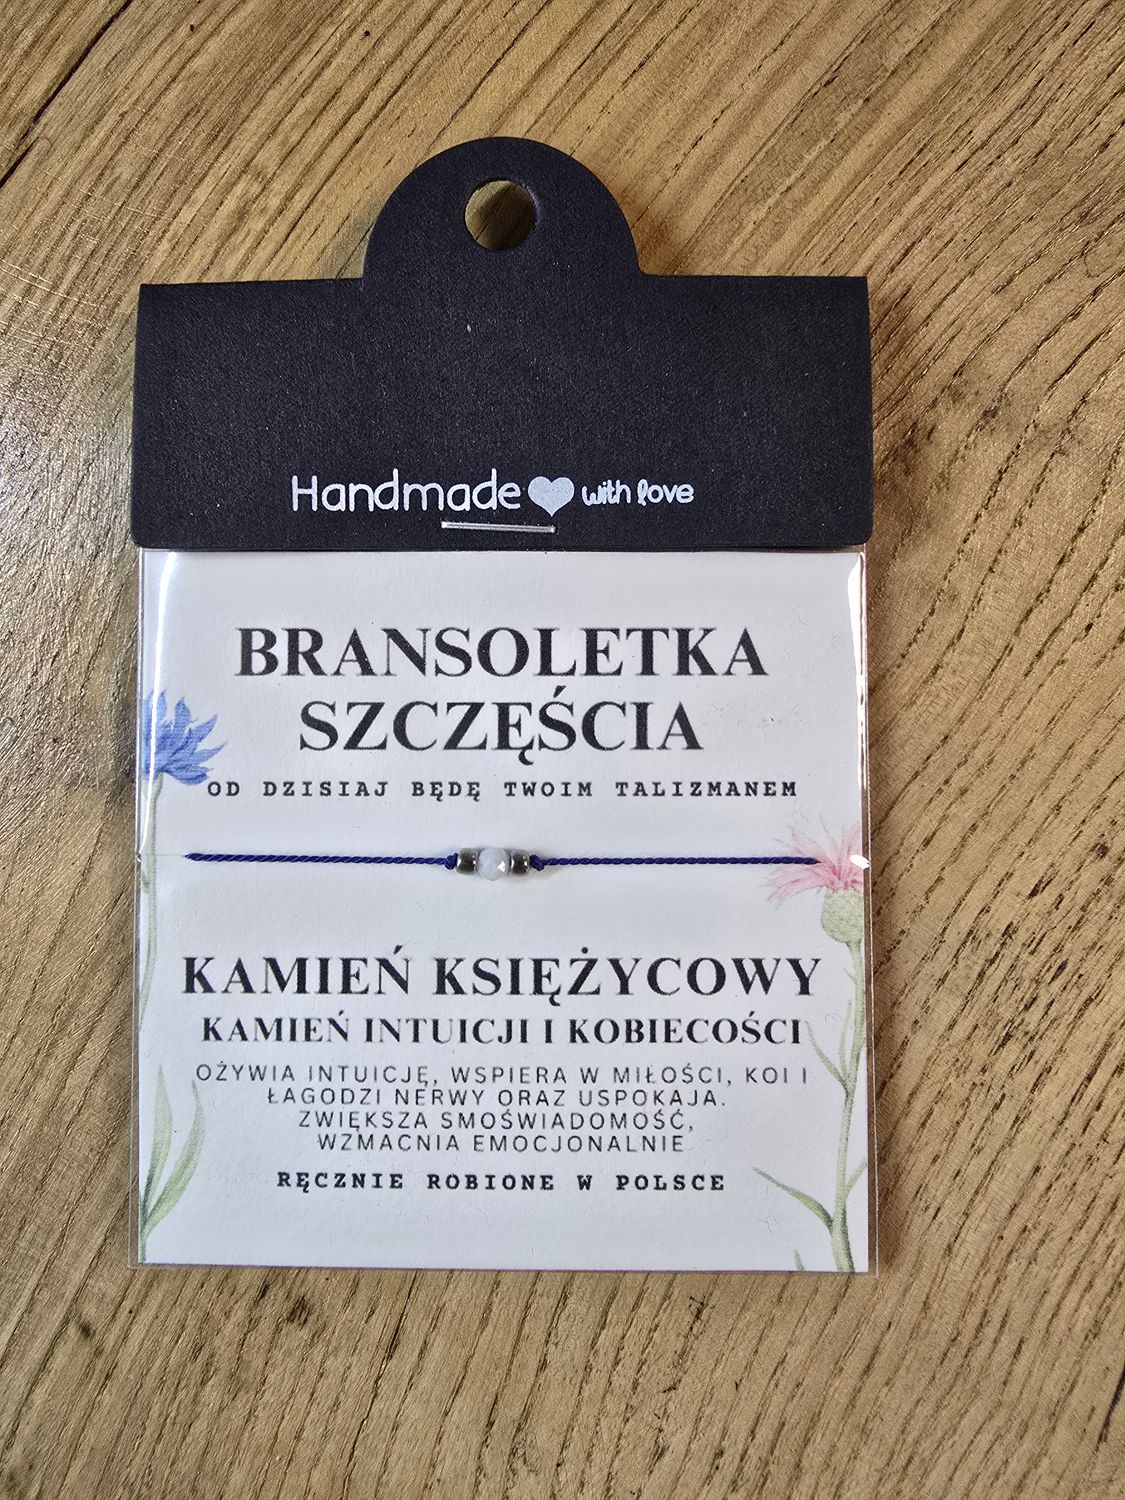 Handmade with love
BRANSOLETKA
SZCZĘŚCIA
OD DZISIAJ BĘDĘ TWOIM TALIZMANEM
KAMIEŃ KSIĘŻYCOWY
KAMIEŃ INTUICJI I KOBIECOŚCI
OŻYWIA INTUICJĘ, WSPIERA W MIŁOŚCI, KOI I
ŁAGODZI NERWY ORAZ USPOKAJA.
ZWIĘKSZA SMOŚWIADOMOŚĆ,
WZMACNIA EMOCJONALNIE
RĘCZNIE ROBIONE W POLSCE